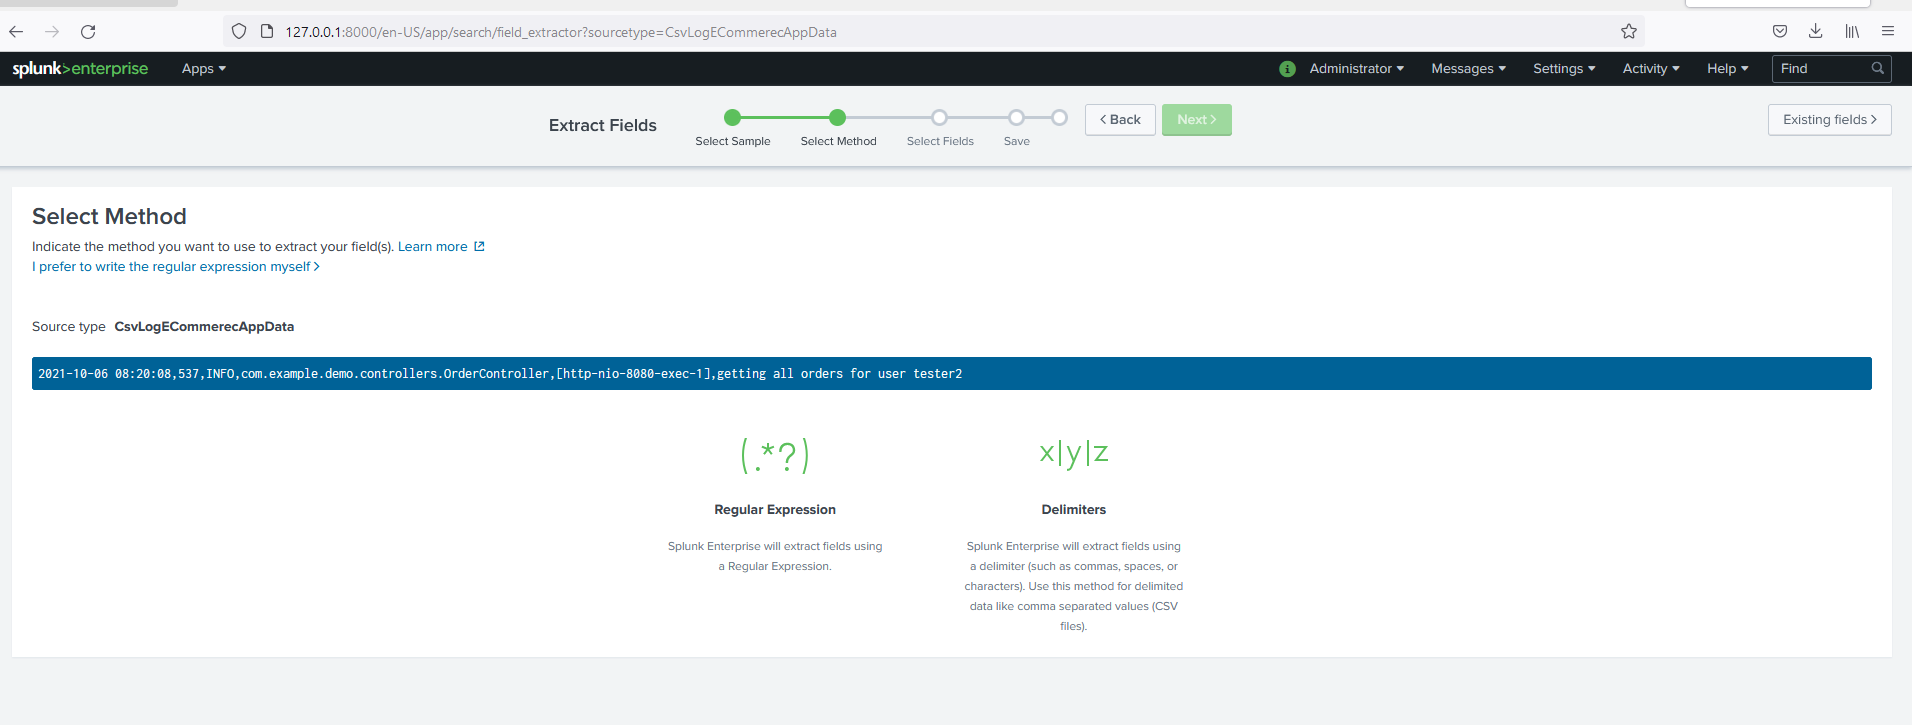 127.0.0.1:8000/en-US/app/search/field_extractor?sourcetype=CsvLogECommerecAppData
splunk>enterprise Apps Administrator Messages Settings Activity Help Find
Extract Fields
Select Sample Select Method Select Fields Save
< Back Next > Existing fields >
Select Method
Indicate the method you want to use to extract your field(s). Learn more
I prefer to write the regular expression myself >
Source type CsvLogECommerecAppData
2021-10-06 08:20:08,537,INFO,com.example.demo.controllers.OrderController,[http-nio-8080-exec-1],getting all orders for user tester2
(.*?)
Regular Expression
Splunk Enterprise will extract fields using
a Regular Expression.
x|y|z
Delimiters
Splunk Enterprise will extract fields using
a delimiter (such as commas, spaces, or
characters). Use this method for delimited
data like comma separated values (CSV
files).